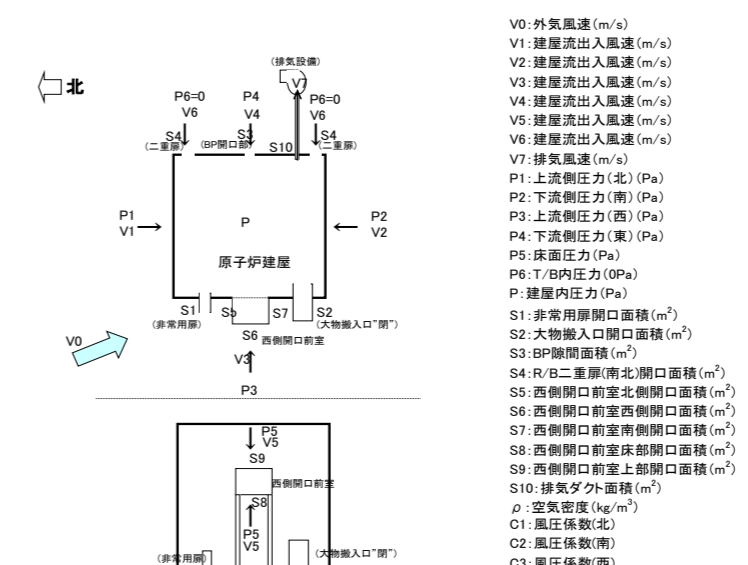 北
(排気設備)
V7
P6=0
V6
P4
V4
P6=0
V6
S4
(二重扉)
(BP開口部)
S3
S10
S4
(二重扉)
P1
V1
P
P2
V2
原子炉建屋
S1
(非常用扉)
S5
S7
S2
(大物搬入口"閉")
S6
西側開口前室
V0
V3
P3
P5
V5
S9
西側開口前室
S8
P5
V5
(非常用扉)
(大物搬入口"閉")
V0:外気風速(m/s)
V1:建屋流出入風速(m/s)
V2:建屋流出入風速(m/s)
V3:建屋流出入風速(m/s)
V4:建屋流出入風速(m/s)
V5:建屋流出入風速(m/s)
V6:建屋流出入風速(m/s)
V7:排気風速(m/s)
P1:上流側圧力(北)(Pa)
P2:下流側圧力(南)(Pa)
P3:上流側圧力(西)(Pa)
P4:下流側圧力(東)(Pa)
P5:床面圧力(Pa)
P6:T/B内圧力(0Pa)
P:建屋内圧力(Pa)
S1:非常用扉開口面積(m²)
S2:大物搬入口開口面積(m²)
S3:BP隙間面積(m²)
S4:R/B二重扉(南北)開口面積(m²)
S5:西側開口前室北側開口面積(m²)
S6:西側開口前室西側開口面積(m²)
S7:西側開口前室南側開口面積(m²)
S8:西側開口前室床部開口面積(m²)
S9:西側開口前室上部開口面積(m²)
S10:排気ダクト面積(m²)
ρ:空気密度(kg/m³)
C1:風圧係数(北)
C2:風圧係数(南)
C3:風圧係数(西)